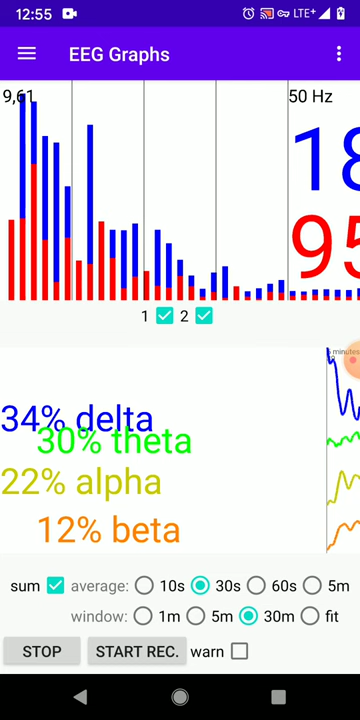 12:55 LTE+
EEG Graphs
9,61 50 Hz
18
95
1 2
minutes
34% delta
30% theta
22% alpha
12% beta
sum average: 10s 30s 60s 5m
window: 1m 5m 30m fit
STOP START REC. warn